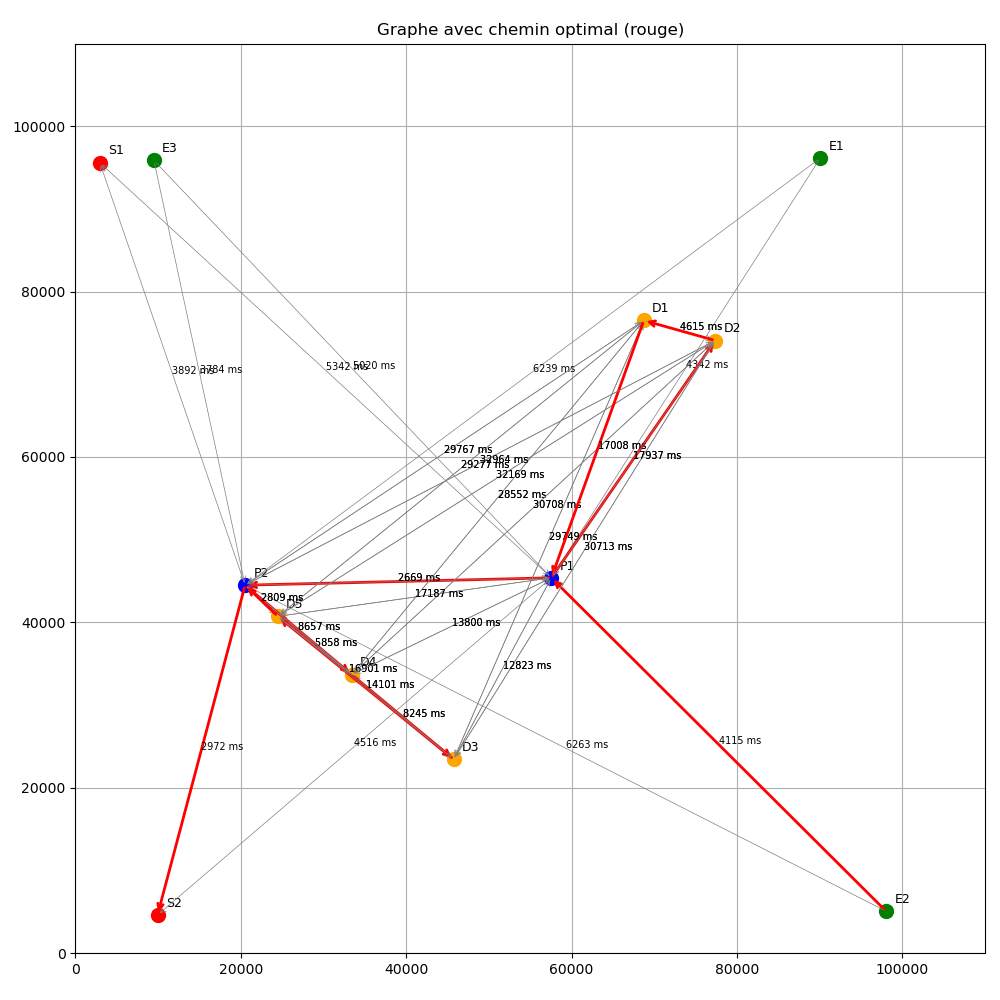 Graphe avec chemin optimal (rouge)
100000
S1
E3
E1
80000
D1
4615 ms
D2
3892 ms
3784 ms
5342 ms
5020 ms
6239 ms
4342 ms
60000
29767 ms
32964 ms
29277 ms
32169 ms
17008 ms
17937 ms
28552 ms
30708 ms
29749 ms
30713 ms
P2
P1
2669 ms
40000
2809 ms
D5
17187 ms
8657 ms
13800 ms
5858 ms
D4
16901 ms
14101 ms
12823 ms
8245 ms
2972 ms
4516 ms
D3
6263 ms
4115 ms
20000
S2
E2
0
0
20000
40000
60000
80000
100000